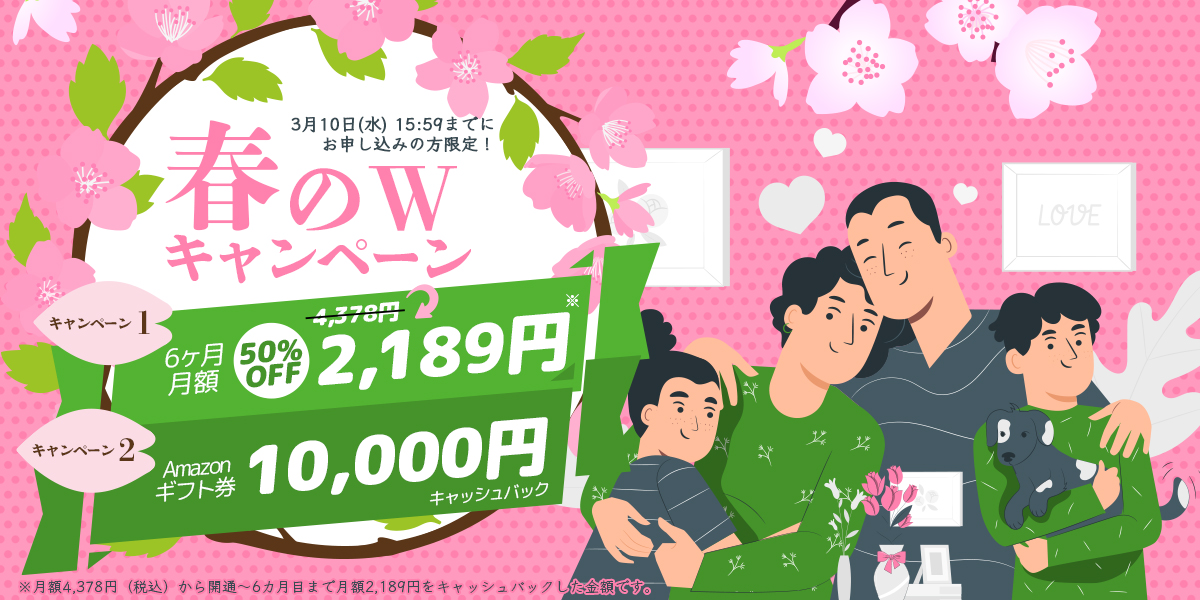 3月10日(水) 15:59までに
お申し込みの方限定！
春のW
キャンペーン
キャンペーン 1
4,378円
6ヶ月
月額
50%
OFF
2,189円※
キャンペーン 2
Amazon
ギフト券
10,000円
キャッシュバック
LOVE
※月額4,378円（税込）から開通～6カ月目まで月額2,189円をキャッシュバックした金額です。